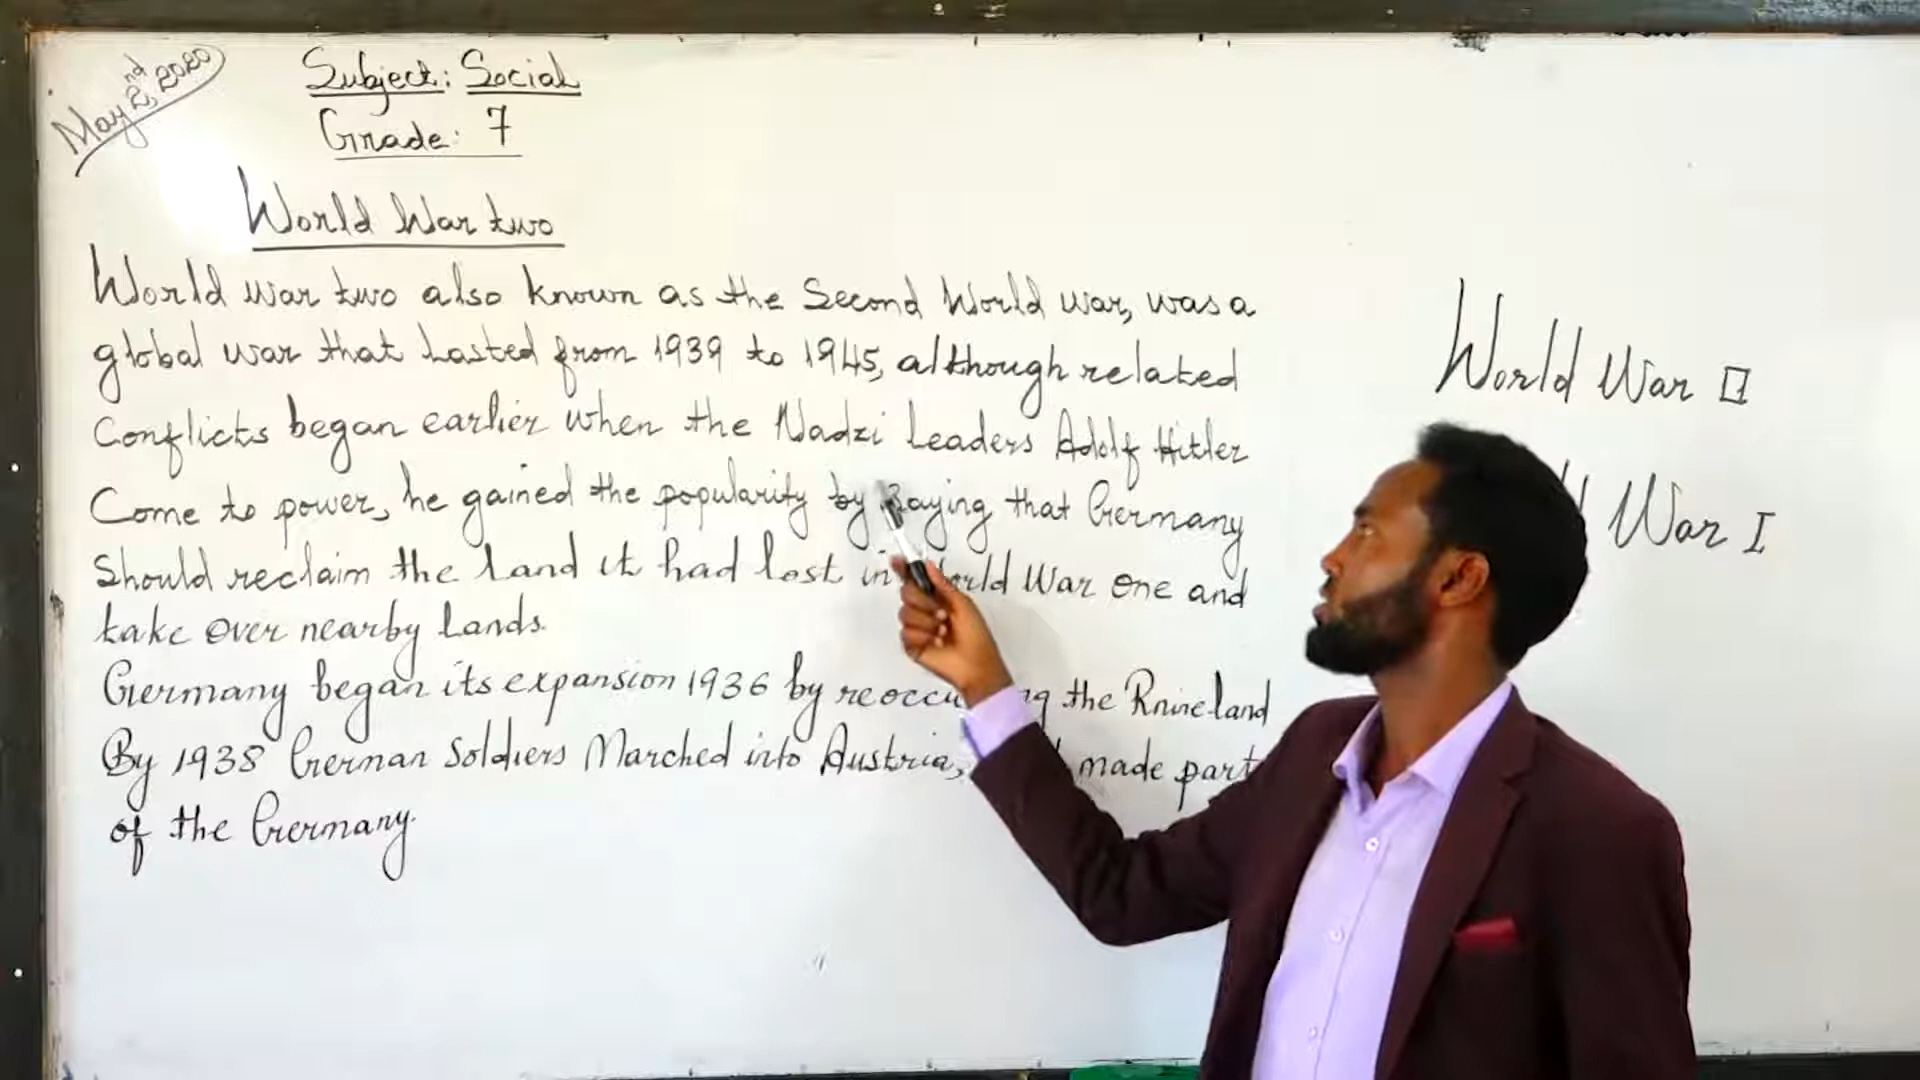 May 2nd, 2020
Subject: Social
Grade: 7
World War two
World war two also known as the Second World war, was a
global war that Lasted from 1939 to 1945, although related
Conflicts began earlier when the Nadzi Leaders Adolf Hitler
Come to power, he gained the popularity by saying that Germany
Should reclaim the Land it had lost in World War one and
take over nearby Lands.
Germany began its expansion 1936 by the Rnineland
By 1938 German Soldiers Marched into Austria, made part
of the Germany.
World War II
War I